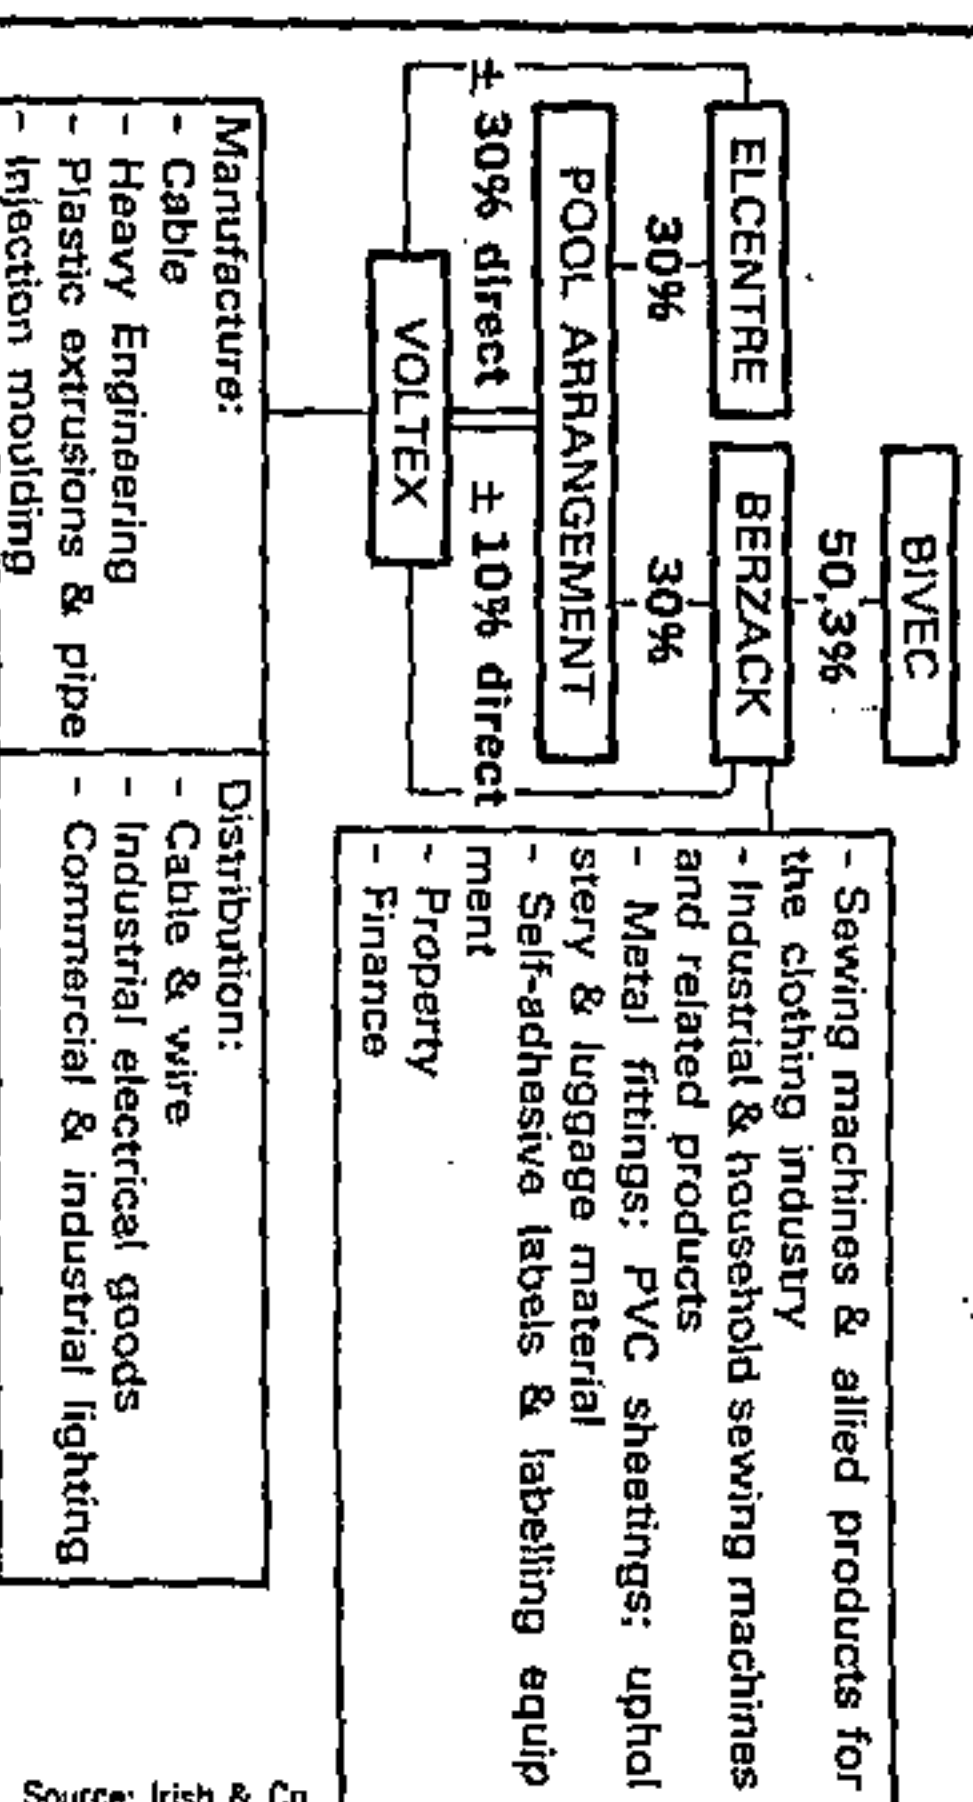 BIVEC
50,3%
ELCENTRE
BERZACK
30%
30%
POOL ARRANGEMENT
± 30% direct
± 10% direct
VOLTEX
- Sewing machines & allied products for
the clothing industry
- Industrial & household sewing machines
and related products
- Metal fittings; PVC sheetings; uphol
stery & luggage material
- Self-adhesive labels & labelling equip
ment
- Property
- Finance
Manufacture:
- Cable
- Heavy Engineering
- Plastic extrusions & pipe
- Injection moulding
Distribution:
- Cable & wire
- Industrial electrical goods
- Commercial & industrial lighting
Source: Irish & Co